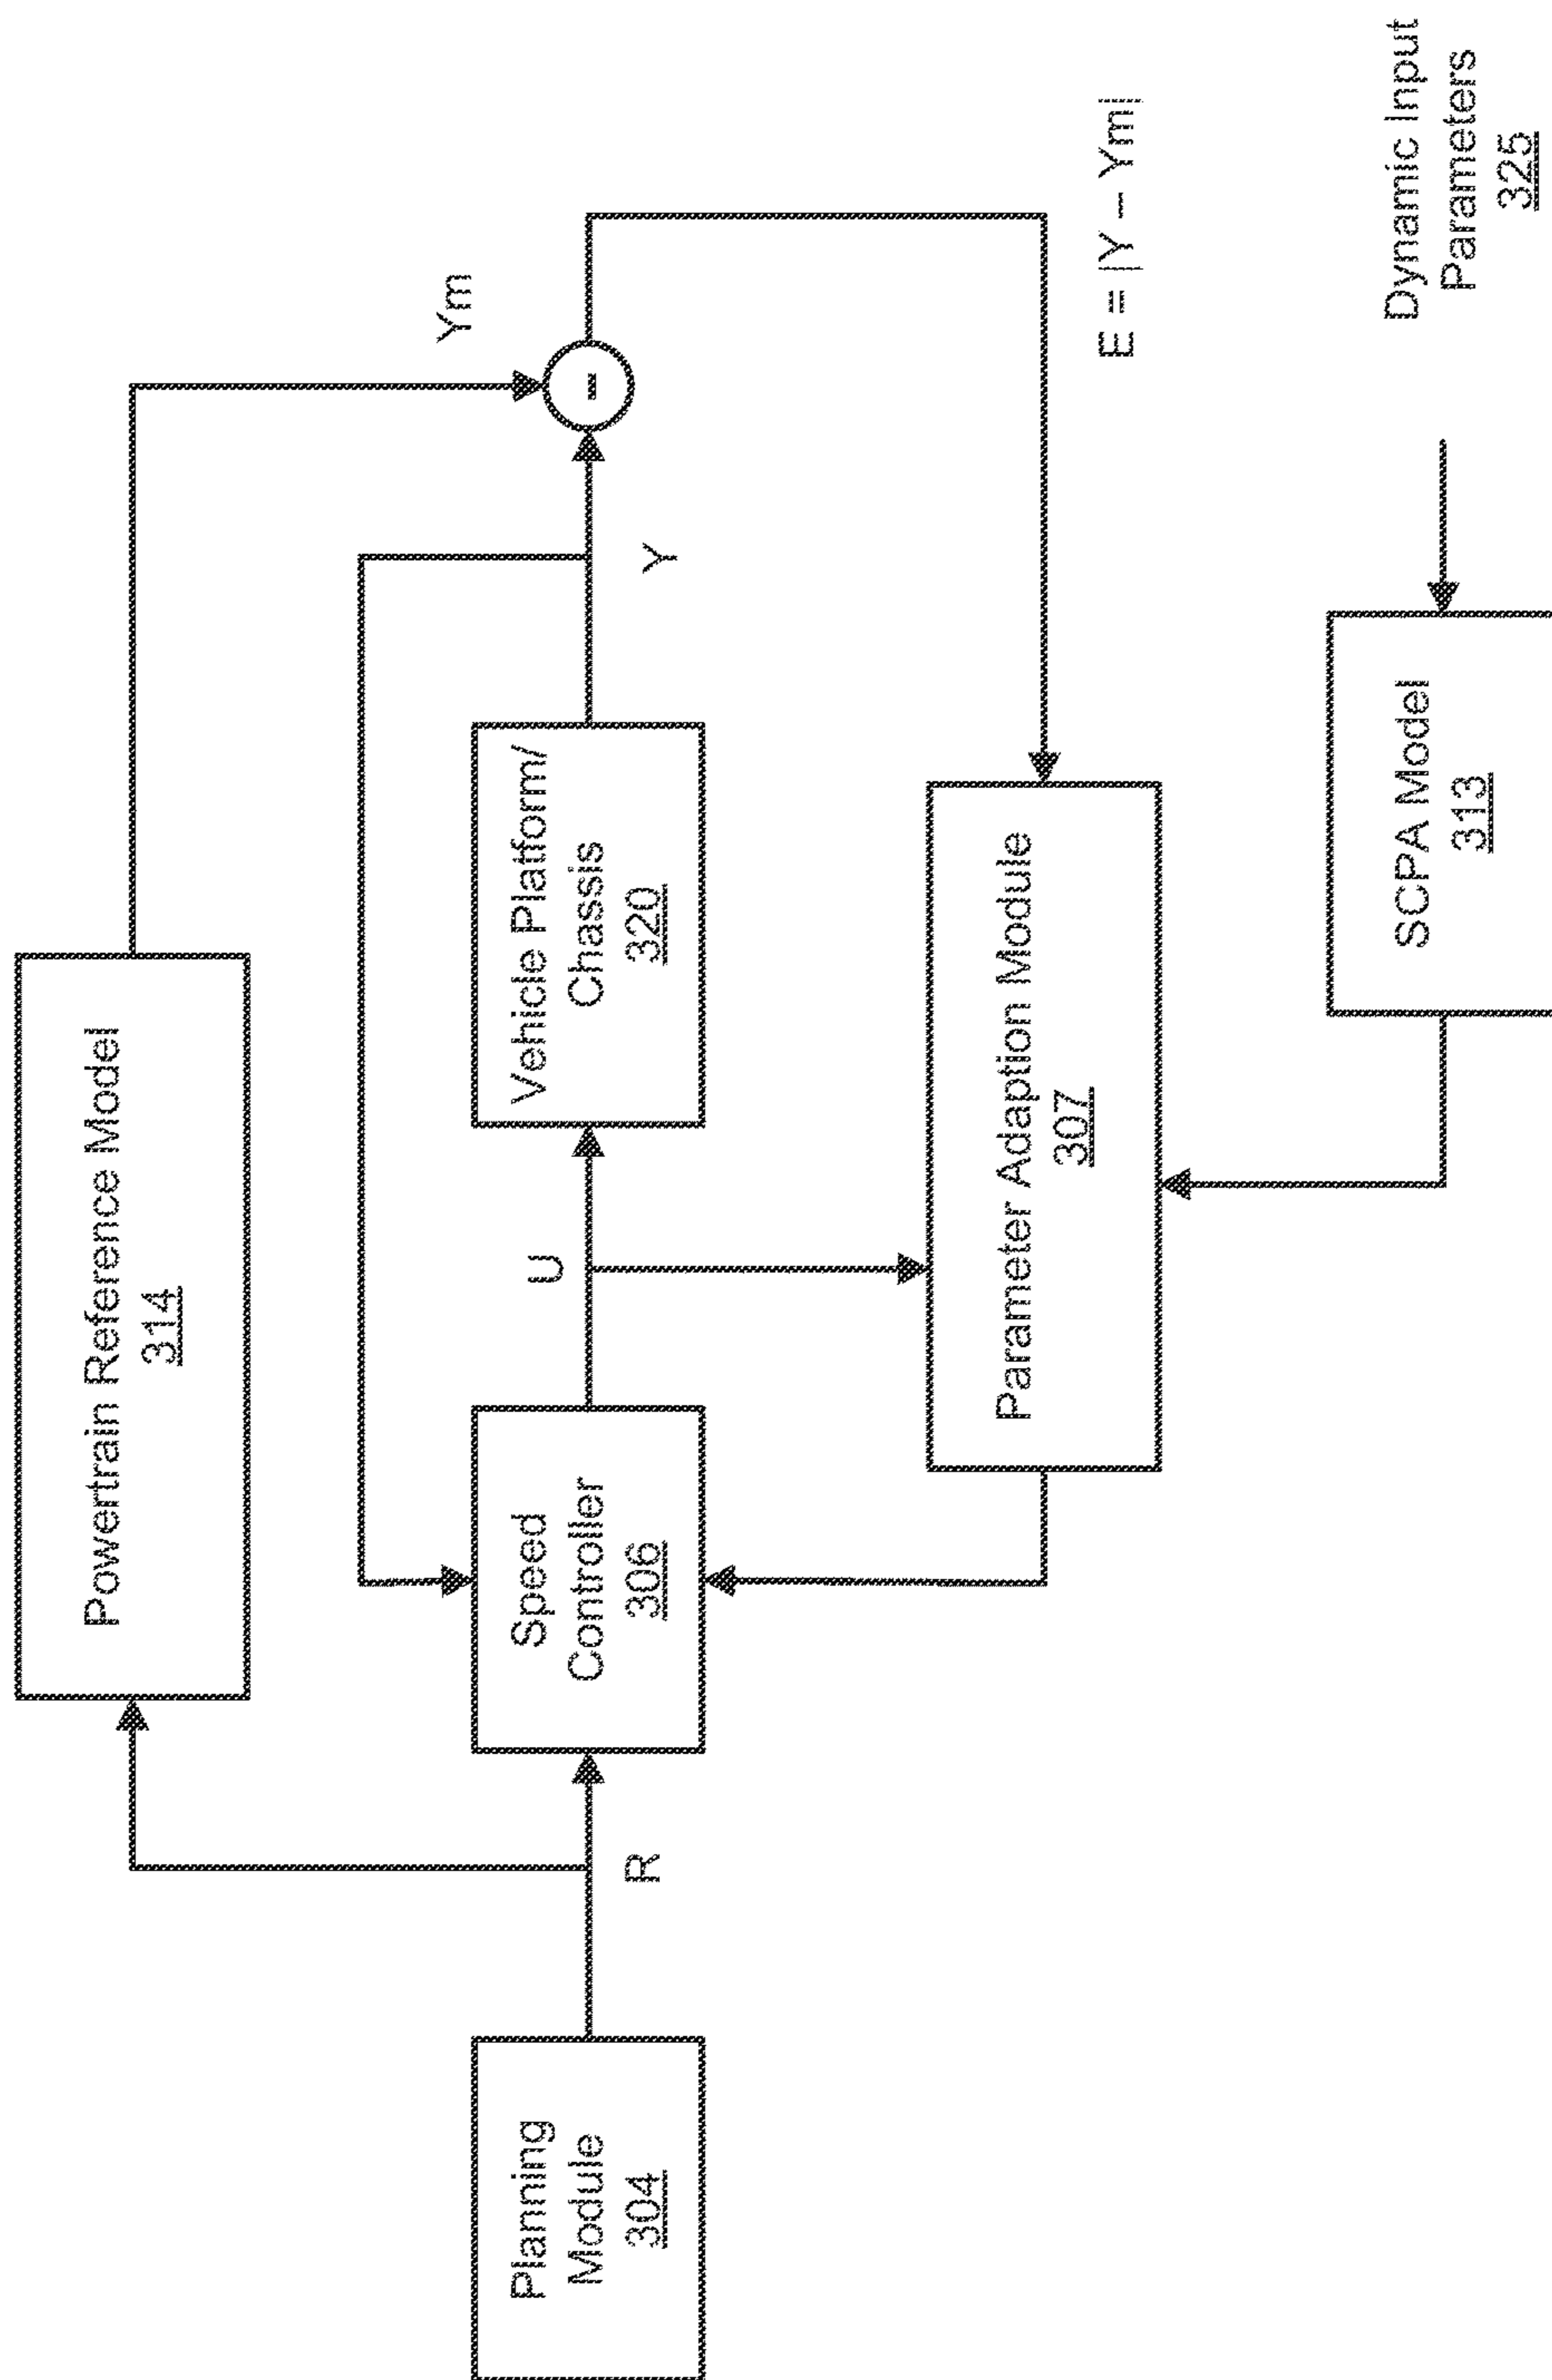 Powertrain Reference Model
314
Ym
Planning
Module
304
R
Speed
Controller
306
U
Vehicle Platform/
Chassis
320
Y
-
Parameter Adaption Module
307
E = |Y – Ym|
SCPA Model
313
Dynamic Input
Parameters
325